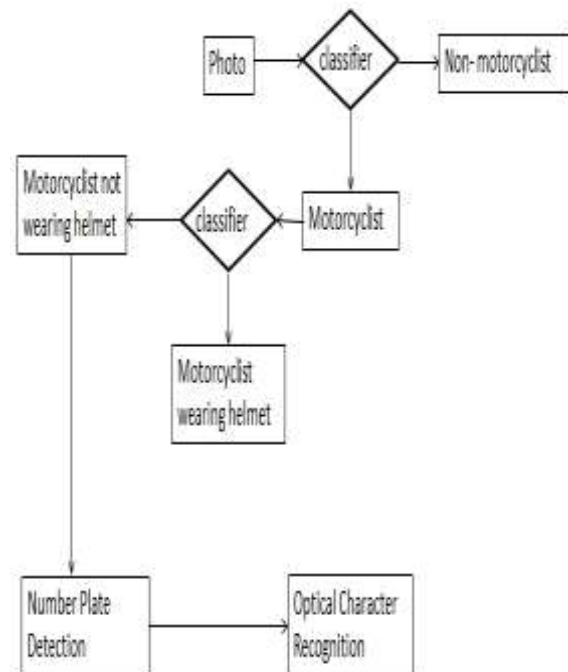 Photo
classifier
Non- motorcyclist
Motorcyclist not
wearing helmet
classifier
Motorcyclist
Motorcyclist
wearing helmet
Number Plate
Detection
Optical Character
Recognition